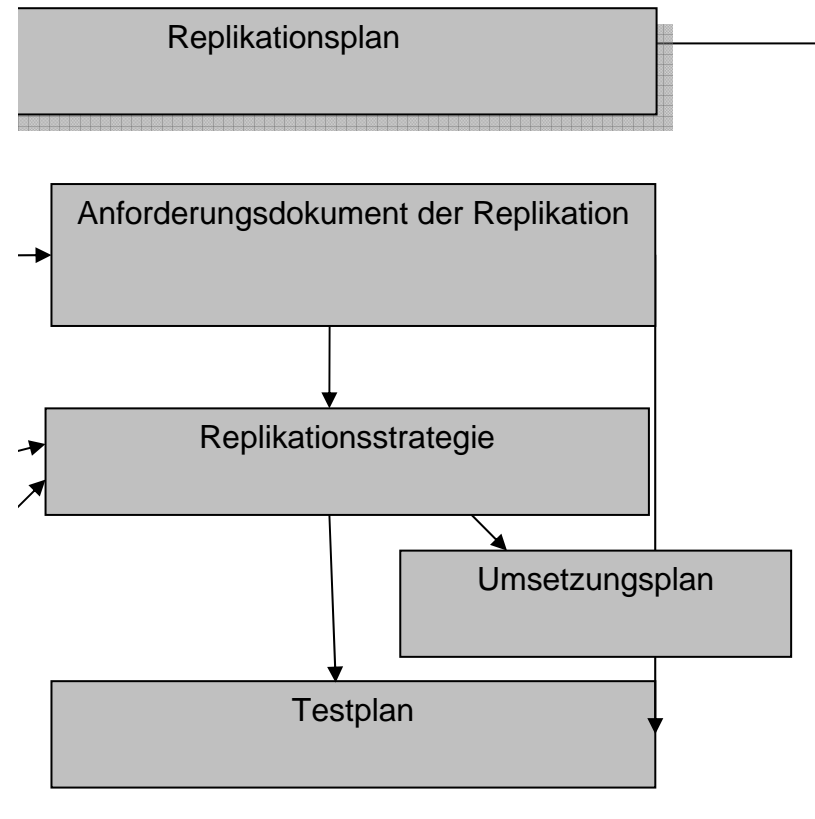 Replikationsplan
Anforderungsdokument der Replikation
Replikationsstrategie
Umsetzungsplan
Testplan